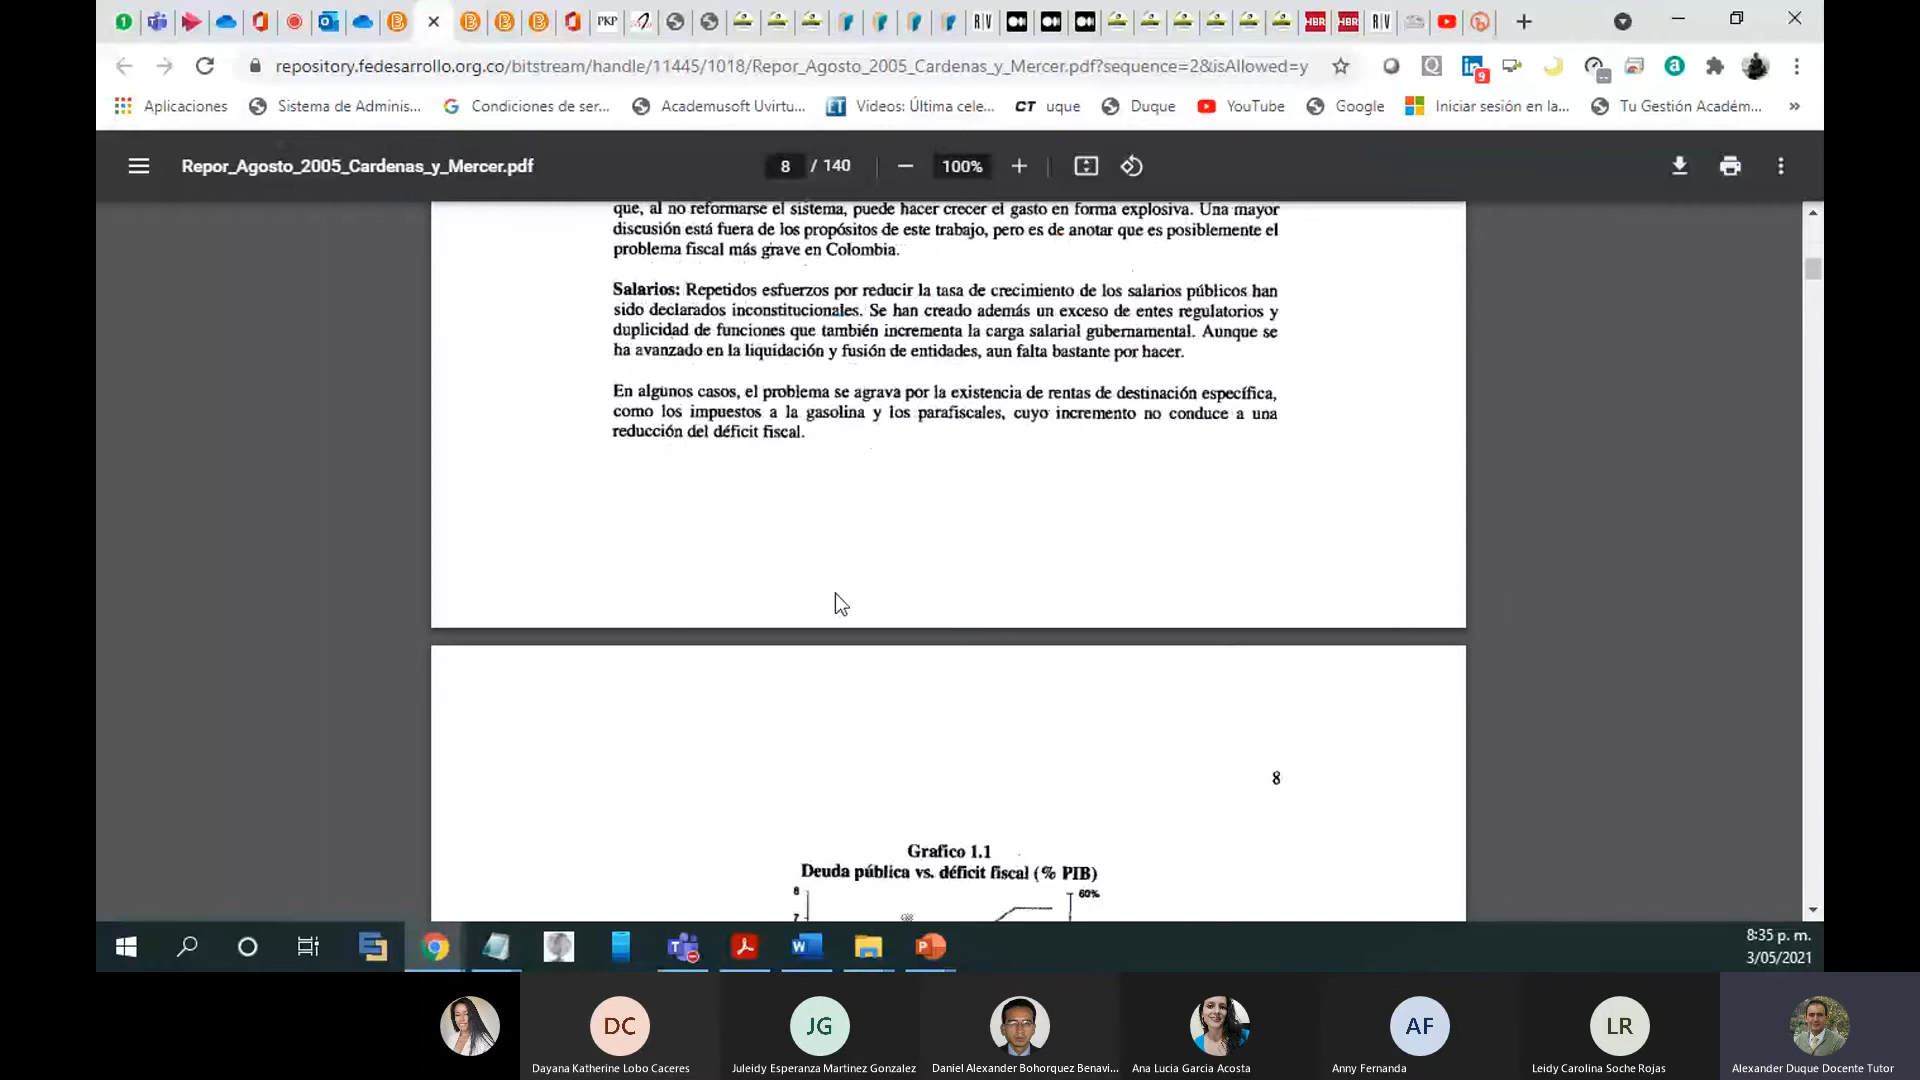 repository.fedesarrollo.org.co/bitstream/handle/11445/1018/Repor_Agosto_2005_Cardenas_y_Mercer.pdf?sequence=2&isAllowed=y
Aplicaciones Sistema de Adminis... Condiciones de ser... Academusoft Uvirtu... Videos: Última cele... CT uque Duque YouTube Google Iniciar sesión en la... Tu Gestión Académ... »
Repor_Agosto_2005_Cardenas_y_Mercer.pdf 8 / 140 100%
que, al no reformarse el sistema, puede hacer crecer el gasto en forma explosiva. Una mayor
discusión está fuera de los propósitos de este trabajo, pero es de anotar que es posiblemente el
problema fiscal más grave en Colombia.
Salarios: Repetidos esfuerzos por reducir la tasa de crecimiento de los salarios públicos han
sido declarados inconstitucionales. Se han creado además un exceso de entes regulatorios y
duplicidad de funciones que también incrementa la carga salarial gubernamental. Aunque se
ha avanzado en la liquidación y fusión de entidades, aun falta bastante por hacer.
En algunos casos, el problema se agrava por la existencia de rentas de destinación específica,
como los impuestos a la gasolina y los parafiscales, cuyo incremento no conduce a una
reducción del déficit fiscal.
8
Grafico 1.1
Deuda pública vs. déficit fiscal (% PIB)
8 60%
7
8:35 p. m.
3/05/2021
DC JG AF LR
Dayana Katherine Lobo Caceres Juleidy Esperanza Martinez Gonzalez Daniel Alexander Bohorquez Benavi... Ana Lucia Garcia Acosta Anny Fernanda Leidy Carolina Soche Rojas Alexander Duque Docente Tutor